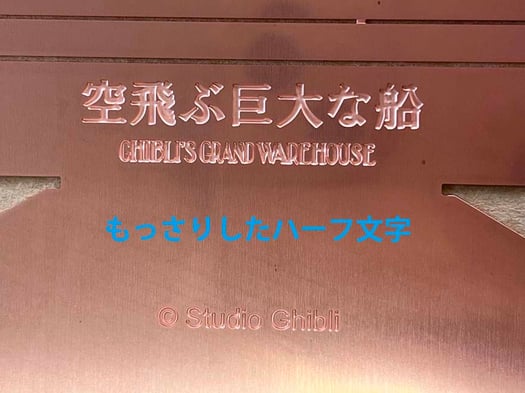 空飛ぶ巨大な船
GHIBLI'S GRAND WAREHOUSE
もっさりしたハーフ文字
© Studio Ghibli